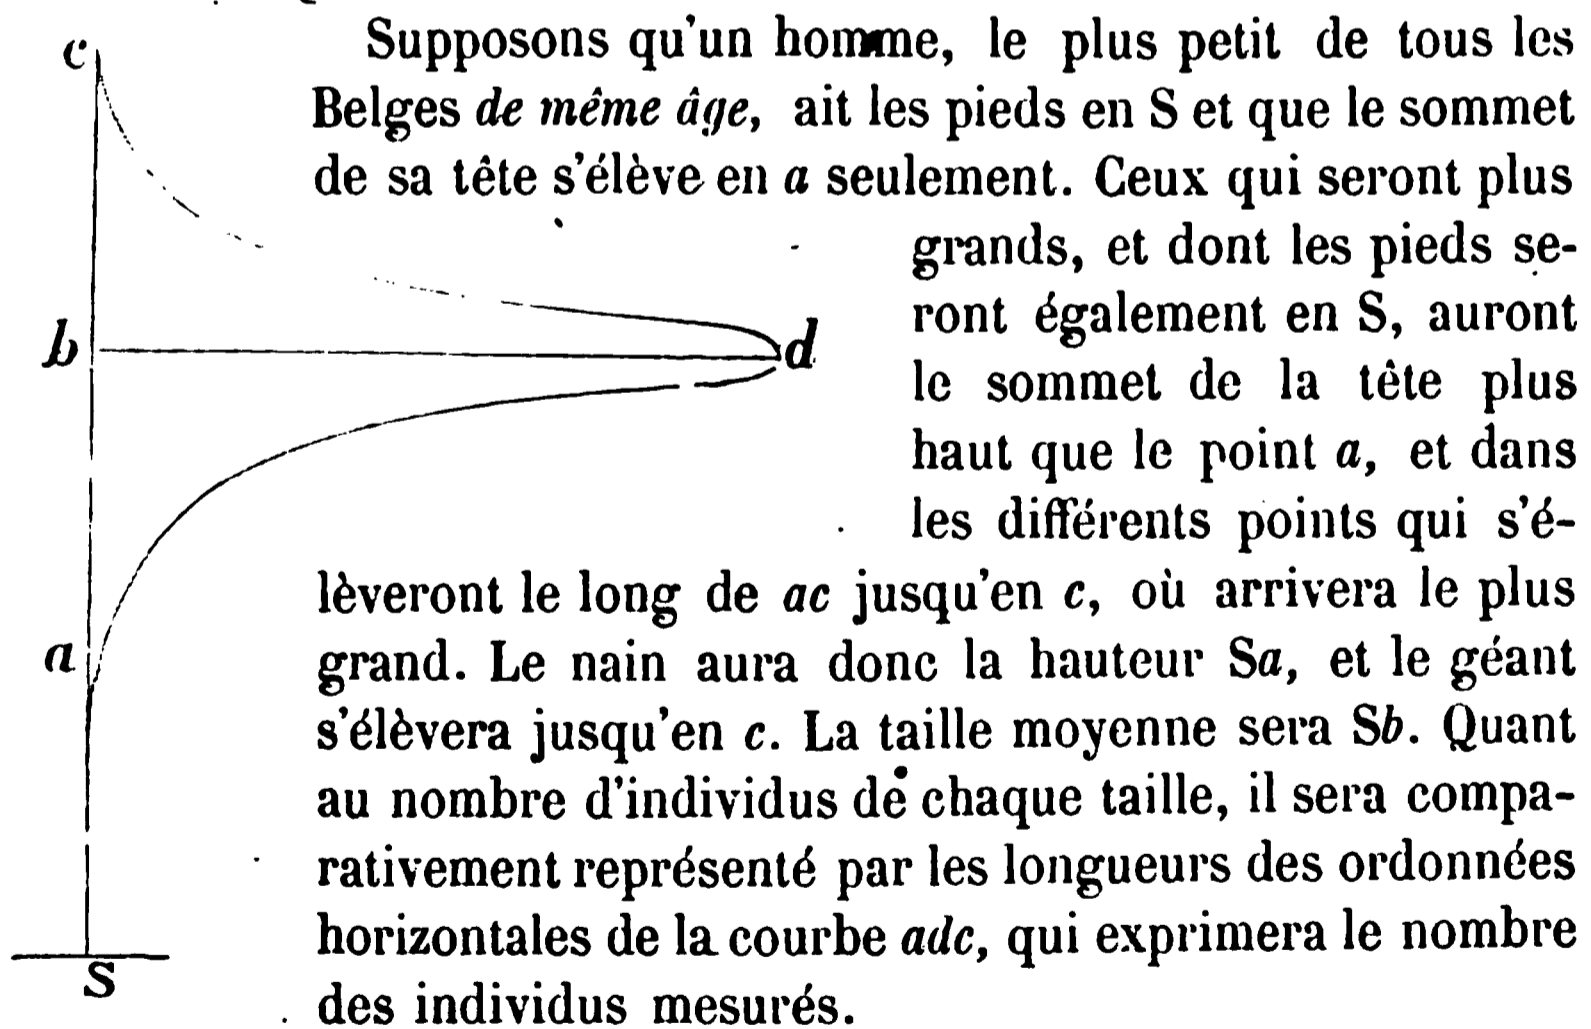 c
Supposons qu'un homme, le plus petit de tous les
Belges de même âge, ait les pieds en S et que le sommet
de sa tête s'élève en a seulement. Ceux qui seront plus
grands, et dont les pieds se-
ront également en S, auront
b
d
le sommet de la tête plus
haut que le point a, et dans
les différents points qui s'é-
lèveront le long de ac jusqu'en c, où arrivera le plus
a
grand. Le nain aura donc la hauteur Sa, et le géant
s'élèvera jusqu'en c. La taille moyenne sera Sb. Quant
au nombre d'individus de chaque taille, il sera compa-
rativement représenté par les longueurs des ordonnées
horizontales de la courbe adc, qui exprimera le nombre
S
des individus mesurés.